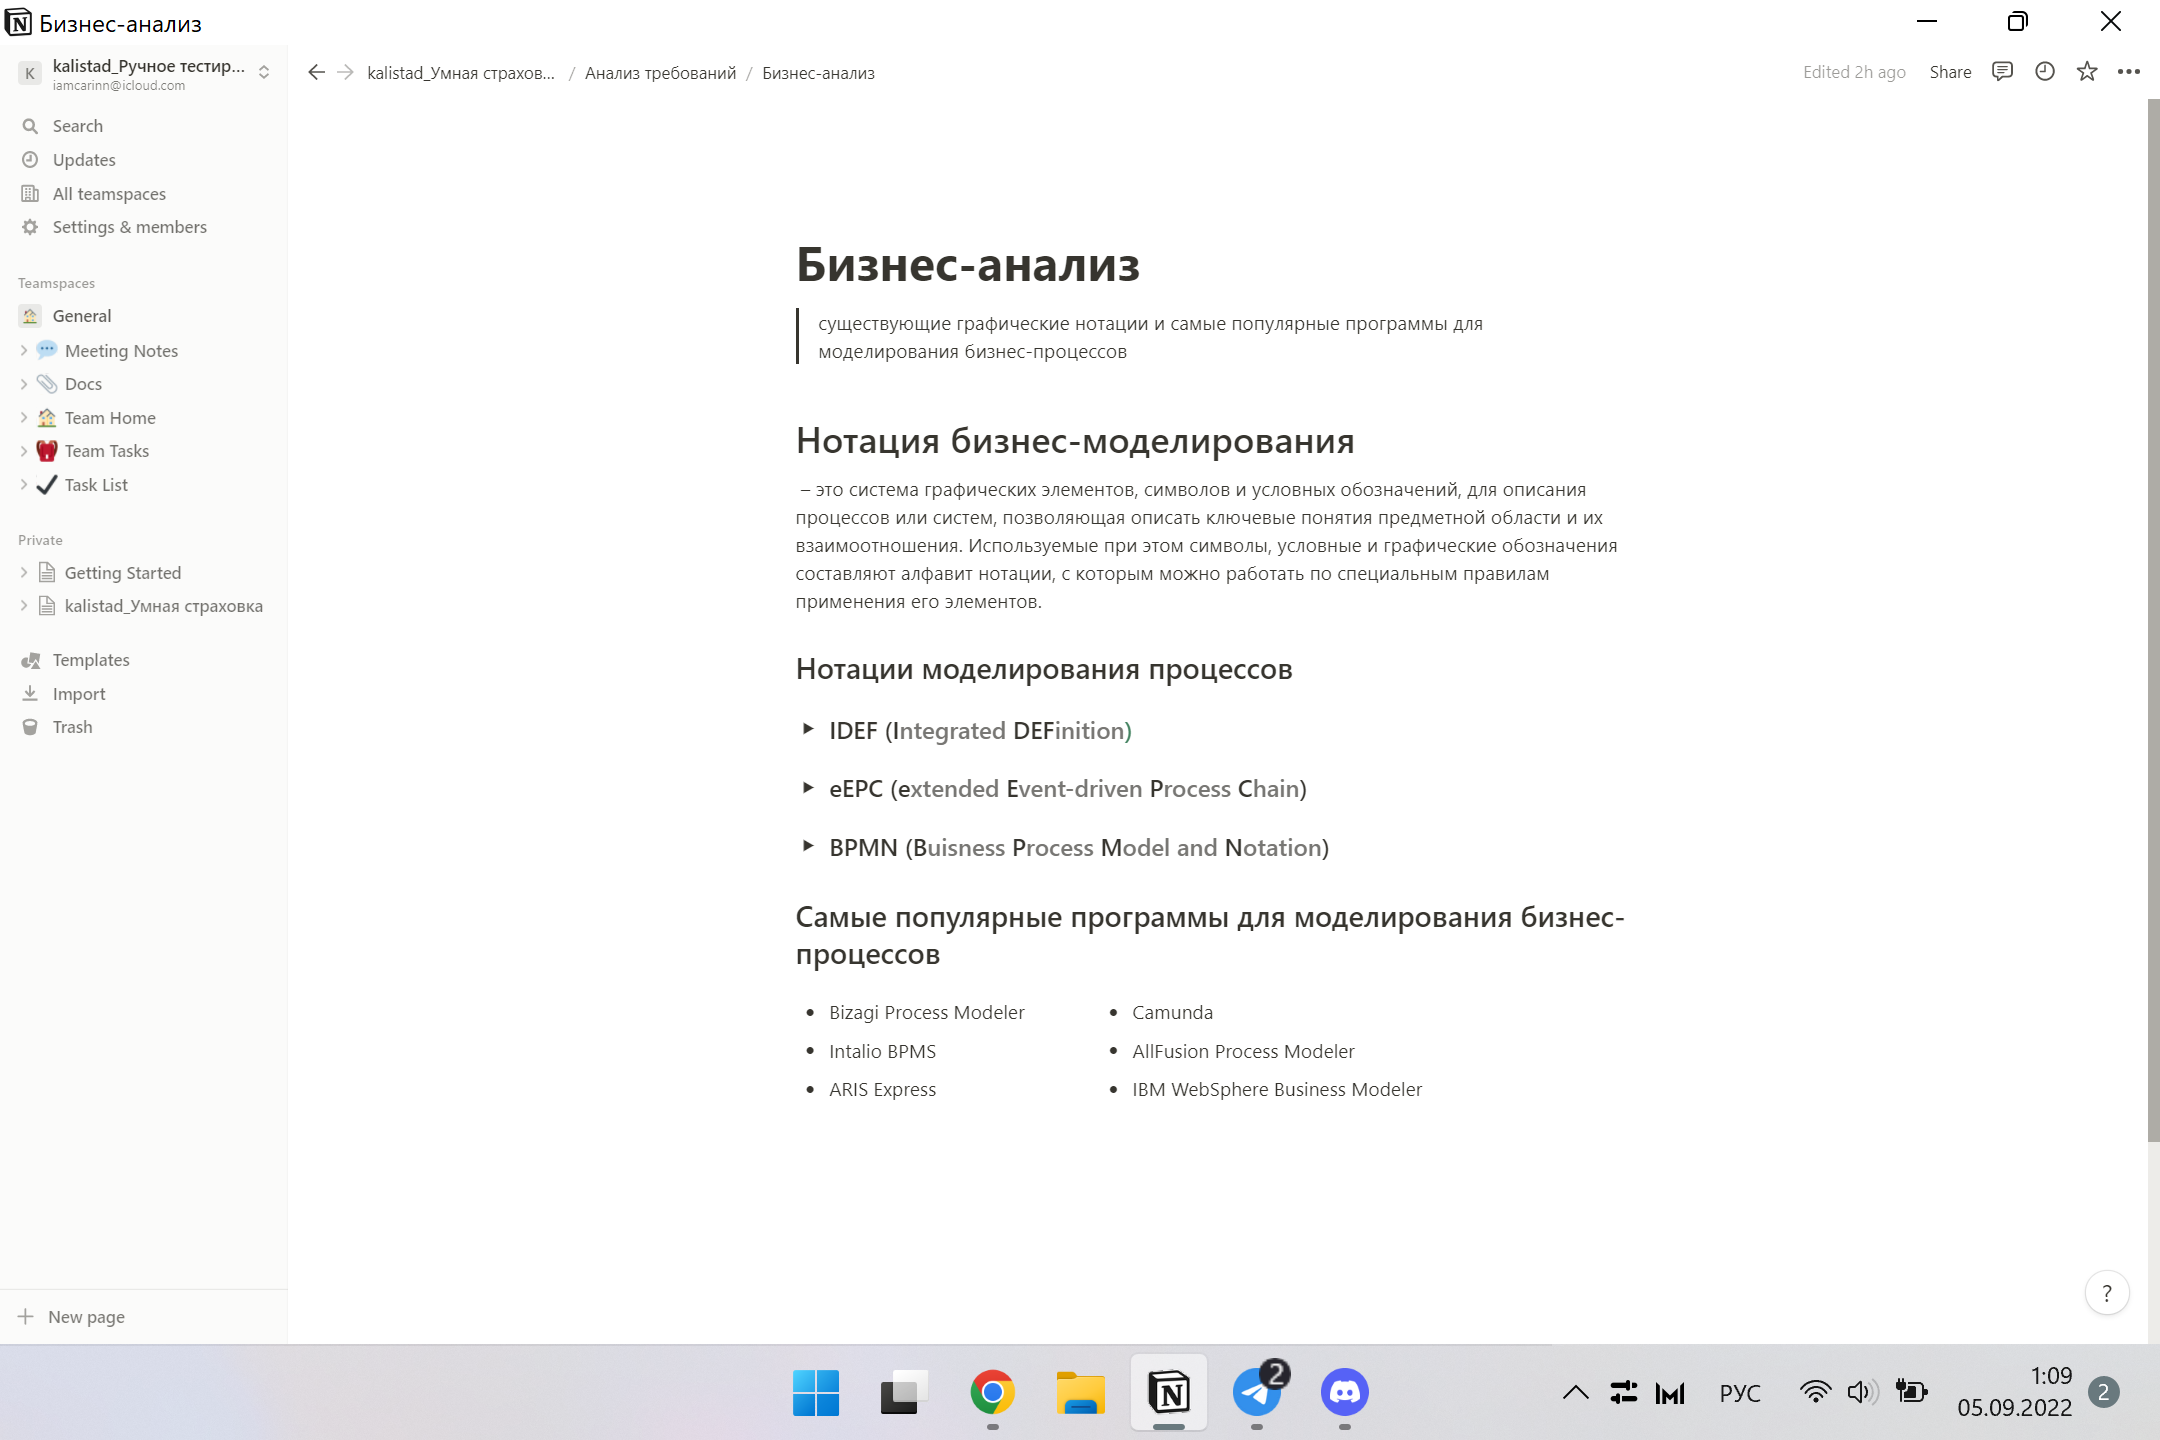 Бизнес-анализ
K
kalistad_Ручное тестир...
iamcarinn@icloud.com
Search
Updates
All teamspaces
Settings & members
Teamspaces
General
Meeting Notes
Docs
Team Home
Team Tasks
Task List
Private
Getting Started
kalistad_Умная страховка
Templates
Import
Trash
New page
kalistad_Умная страхов... / Анализ требований / Бизнес-анализ
Edited 2h ago Share
Бизнес-анализ
существующие графические нотации и самые популярные программы для
моделирования бизнес-процессов
Нотация бизнес-моделирования
– это система графических элементов, символов и условных обозначений, для описания
процессов или систем, позволяющая описать ключевые понятия предметной области и их
взаимоотношения. Используемые при этом символы, условные и графические обозначения
составляют алфавит нотации, с которым можно работать по специальным правилам
применения его элементов.
Нотации моделирования процессов
IDEF (Integrated DEFinition)
eEPC (extended Event-driven Process Chain)
BPMN (Buisness Process Model and Notation)
Самые популярные программы для моделирования бизнес-
процессов
• Bizagi Process Modeler
• Intalio BPMS
• ARIS Express
• Camunda
• AllFusion Process Modeler
• IBM WebSphere Business Modeler
?
2
РУС
1:09
05.09.2022
2